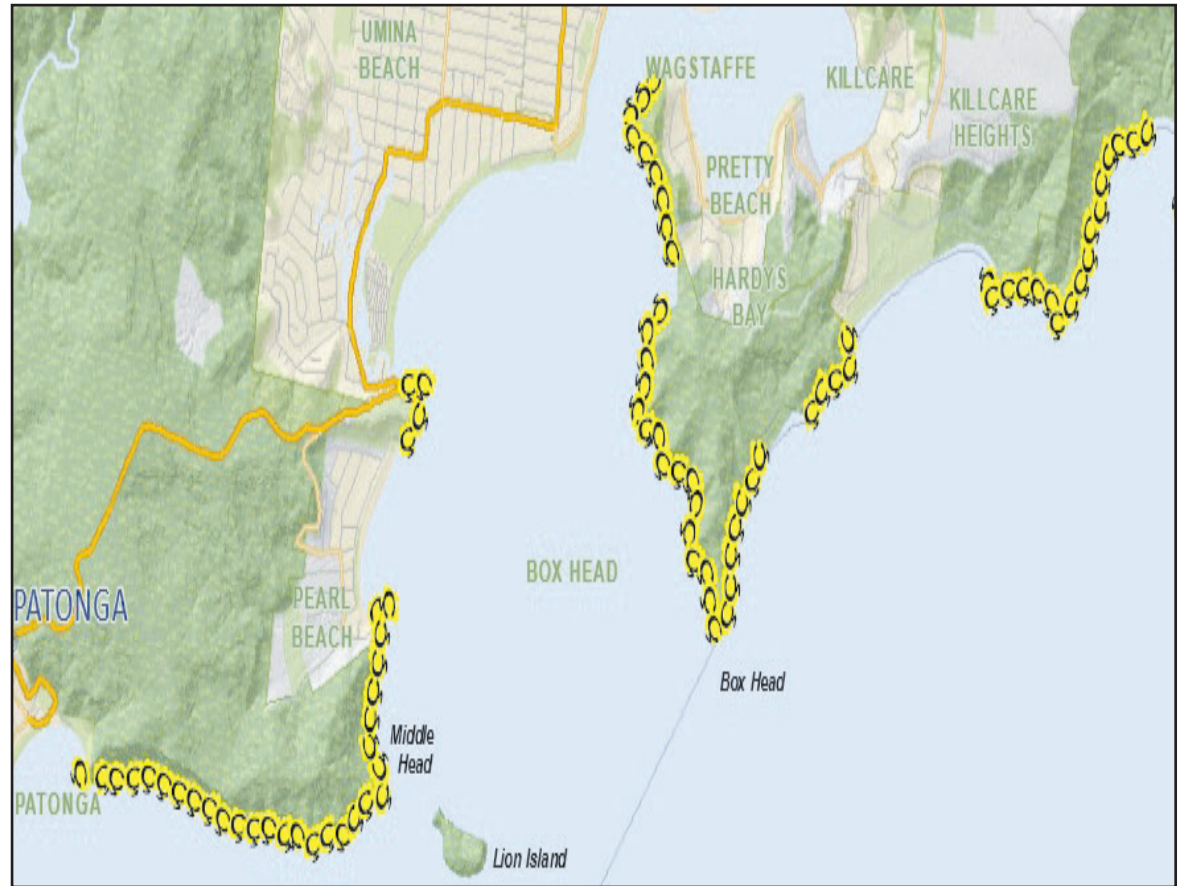 UMINA
BEACH
WAGSTAFFE
KILLCARE
KILLCARE
HEIGHTS
PRETTY
BEACH
HARDYS
BAY
BOX HEAD
PATONGA
PEARL
BEACH
Box Head
Middle
Head
PATONGA
Lion Island